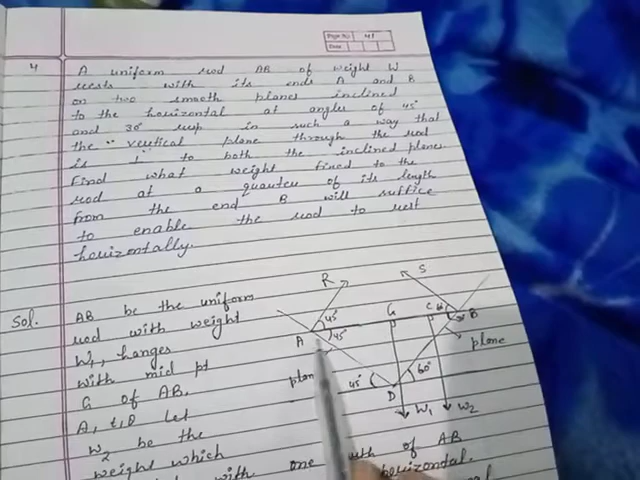 Page No. 41
Date
4 A uniform rod AB of weight W
rests with its ends A and B
on two smooth planes inclined
to the horizontal at angles of 45°
and 30° resp in such a way that
the vertical plane through the rod
is ⊥ to both the inclined planes
Find what weight fixed to the
rod at a quarter of its length
from the end B will suffice
to enable the rod to rest
horizontally.
Sol. AB be the uniform
rod with weight
W1, hanges
with mid pt
G of AB.
let
W2 be the
weight which
with one of AB
horizontal.
R
S
45°
45°
A
G
C
B
plane
45°
60°
D
W1
W2